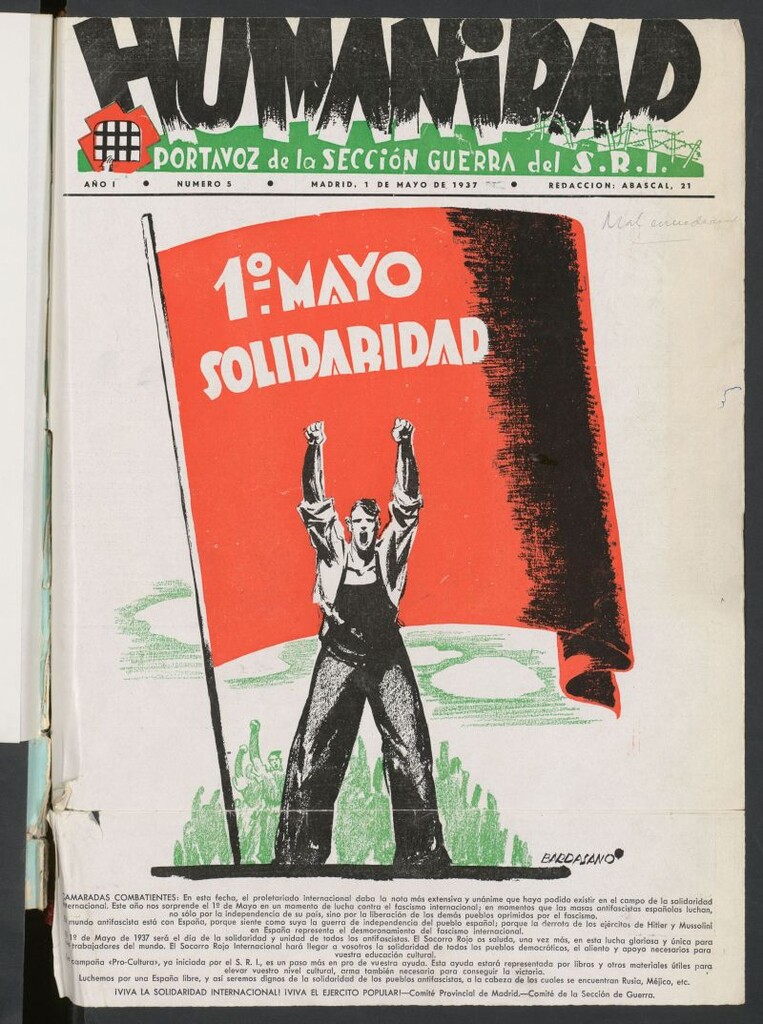 HUMANiDAD
PORTAVOZ de la SECCióN GUERRA del S.R.I.
AÑO I • NUMERO 5 • MADRID, 1 DE MAYO DE 1937 • REDACCION: ABASCAL, 21
Mal
1º. MAYO
SOLIDARIDAD
BARDASANO
CAMARADAS COMBATIENTES: En esta fecha, el proletariado internacional daba la nota más extensiva y unánime que haya podido existir en el campo de la solidaridad
internacional. Este año nos sorprende el 1º de Mayo en un momento de lucha contra el fascismo internacional; en momentos que las masas antifascistas españolas luchan,
no sólo por la independencia de su país, sino por la liberación de los demás pueblos oprimidos por el fascismo.
mundo antifascista está con España, porque siente como suya la guerra de independencia del pueblo español; porque la derrota de los ejércitos de Hitler y Mussolini
en España representa el desmoronamiento del fascismo internacional.
1º de Mayo de 1937 será el día de la solidaridad y unidad de todos los antifascistas. El Socorro Rojo os saluda, una vez más, en esta lucha gloriosa y única para
trabajadores del mundo. El Socorro Rojo Internacional hará llegar a vosotros la solidaridad de todos los pueblos democráticos, el aliento y apoyo necesarios para
vuestra educación cultural.
campaña «Pro-Cultura», ya iniciada por el S. R. I., es un paso más en pro de vuestra ayuda. Esta ayuda estará representada por libros y otros materiales útiles para
elevar vuestro nivel cultural, arma también necesaria para conseguir la victoria.
Luchemos por una España libre, y así seremos dignos de la solidaridad de los pueblos antifascistas, a la cabeza de los cuales se encuentran Rusia, Méjico, etc.
¡VIVA LA SOLIDARIDAD INTERNACIONAL! ¡VIVA EL EJERCITO POPULAR!—Comité Provincial de Madrid.—Comité de la Sección de Guerra.